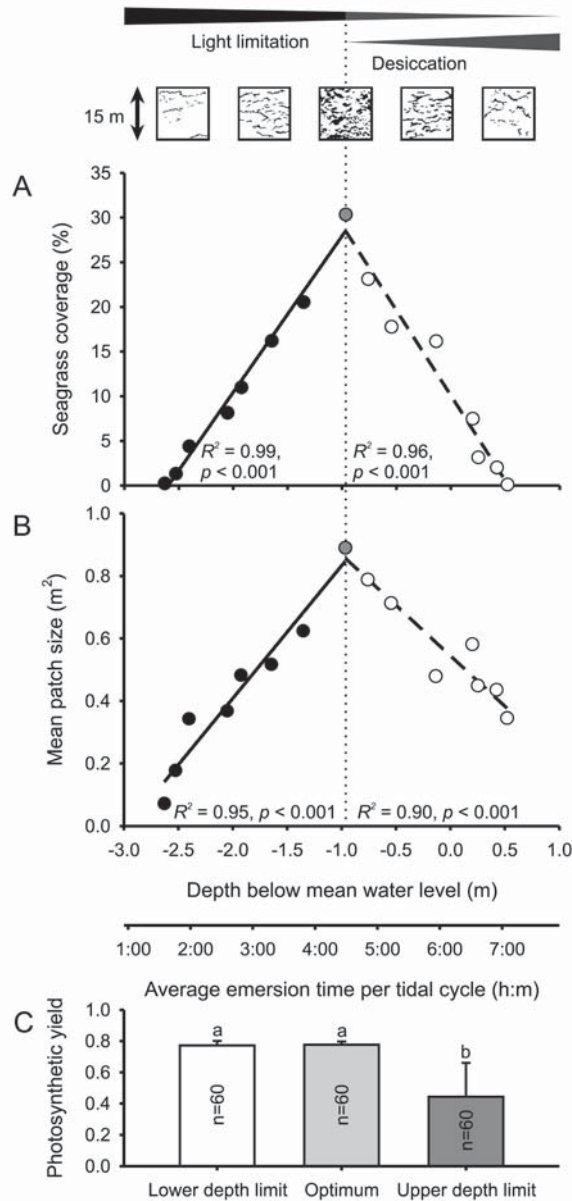 Light limitation
Desiccation
15 m
A
35
30
25
20
15
10
5
0
Seagrass coverage (%)
R² = 0.99,
p < 0.001
R² = 0.96,
p < 0.001
B
1.0
0.8
0.6
0.4
0.2
0.0
Mean patch size (m²)
R² = 0.95, p < 0.001
R² = 0.90, p < 0.001
-3.0 -2.5 -2.0 -1.5 -1.0 -0.5 0.0 0.5 1.0
Depth below mean water level (m)
1:00 2:00 3:00 4:00 5:00 6:00 7:00
Average emersion time per tidal cycle (h:m)
C
1.0
0.8
0.6
0.4
0.2
0.0
Photosynthetic yield
a
a
b
n=60
n=60
n=60
Lower depth limit Optimum Upper depth limit